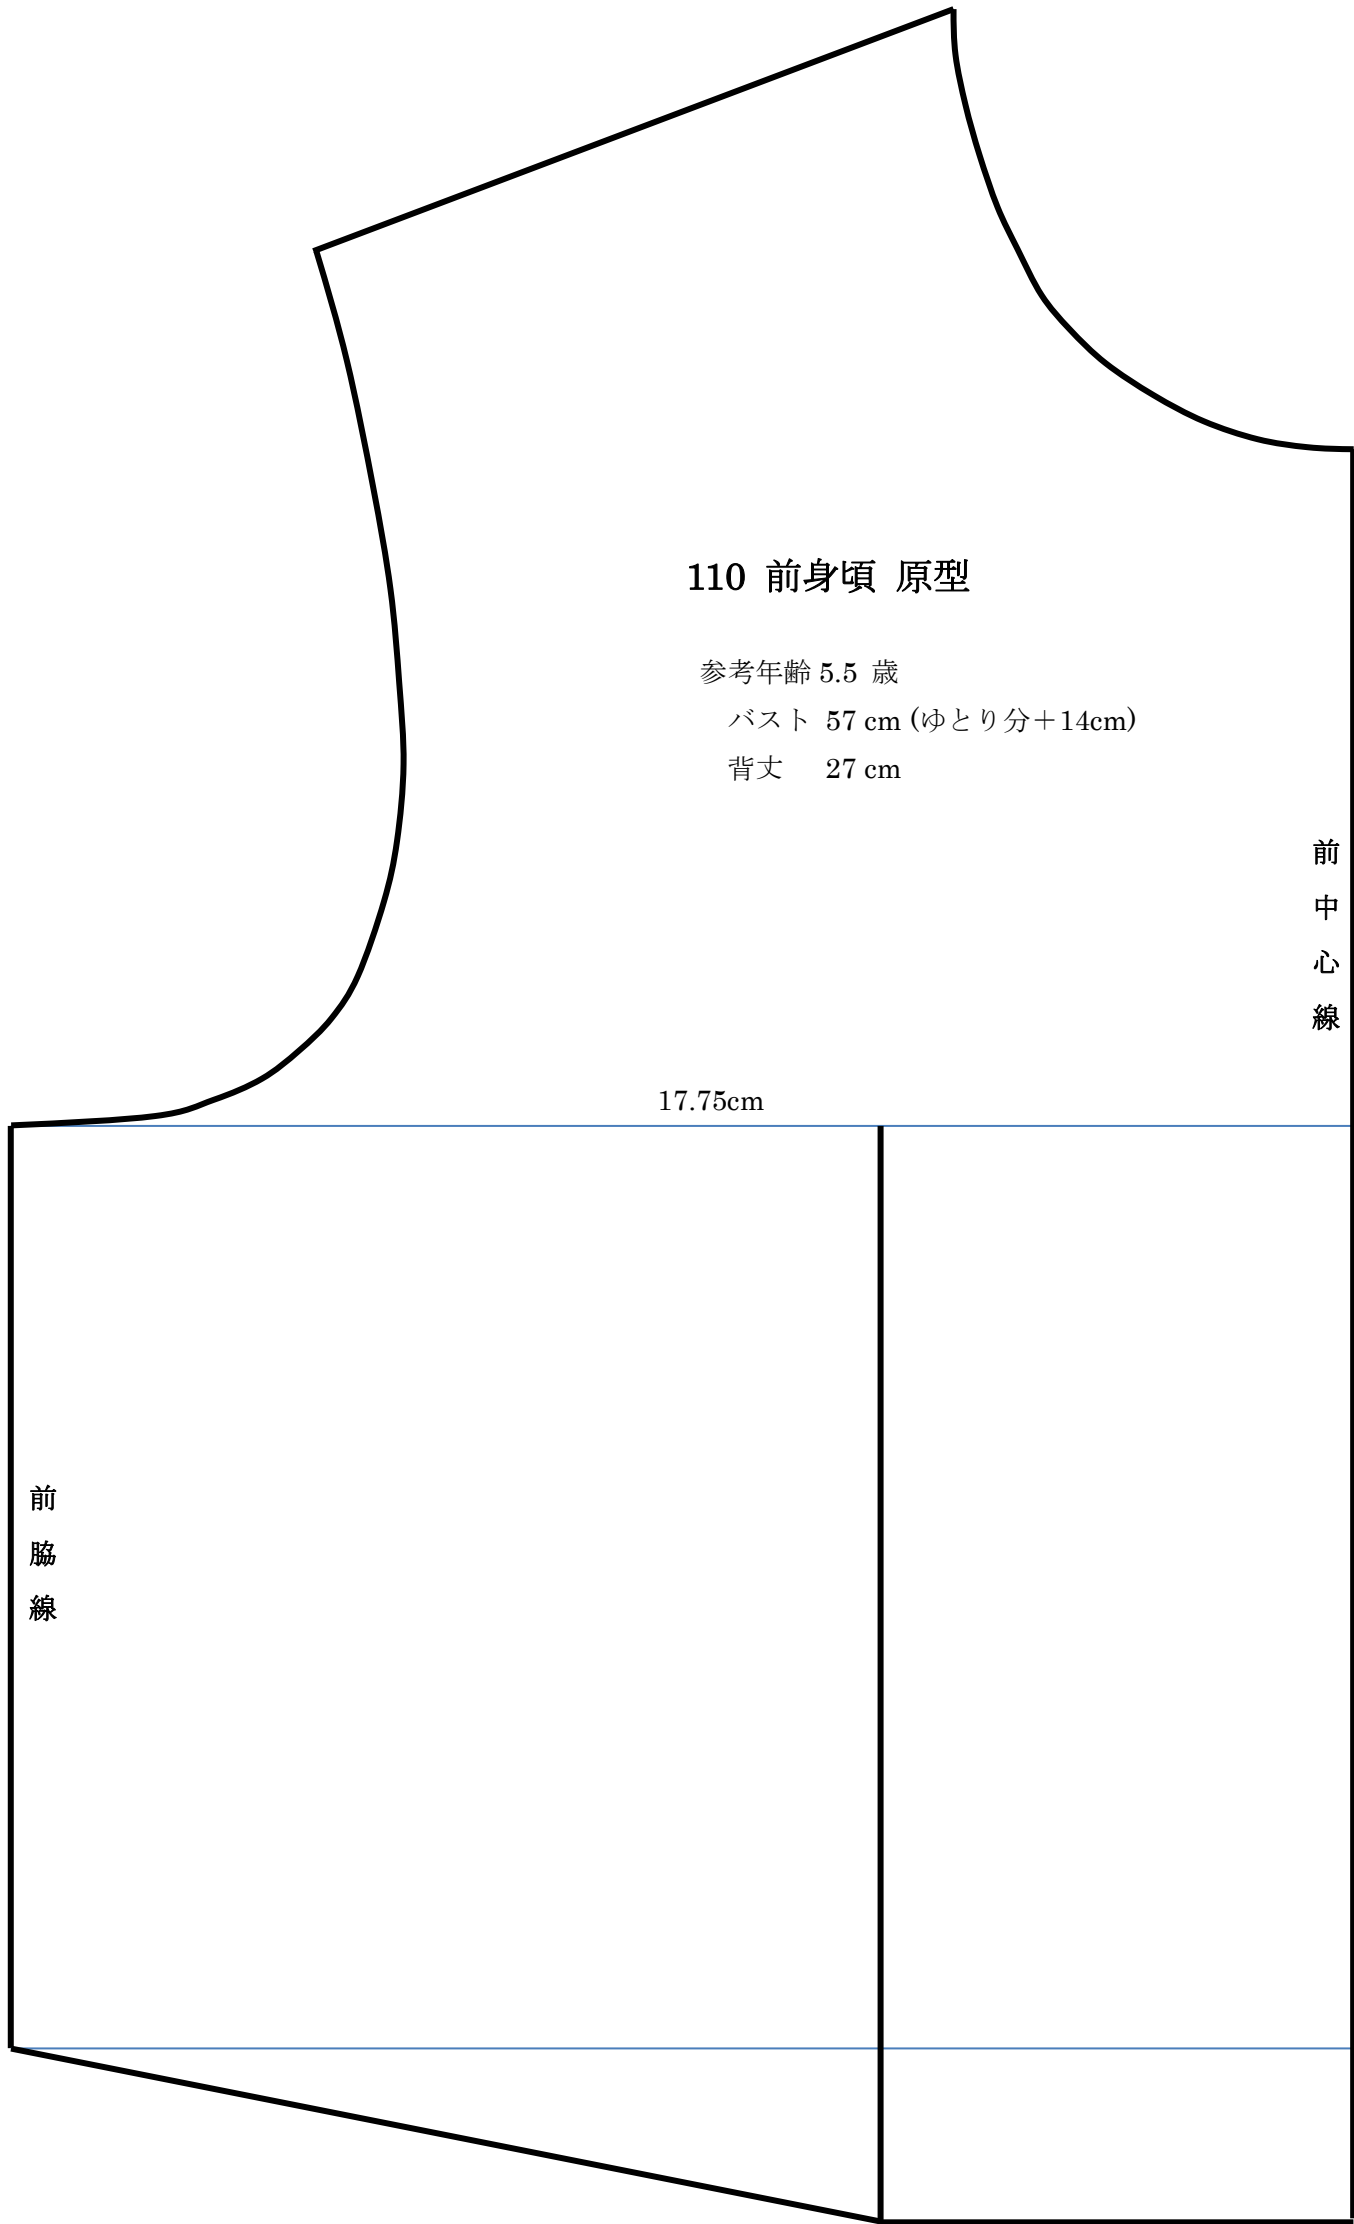 110 前身頃 原型
参考年齢 5.5 歳
バスト 57 cm (ゆとり分＋14cm)
背丈 27 cm
前中心線
17.75cm
前脇線